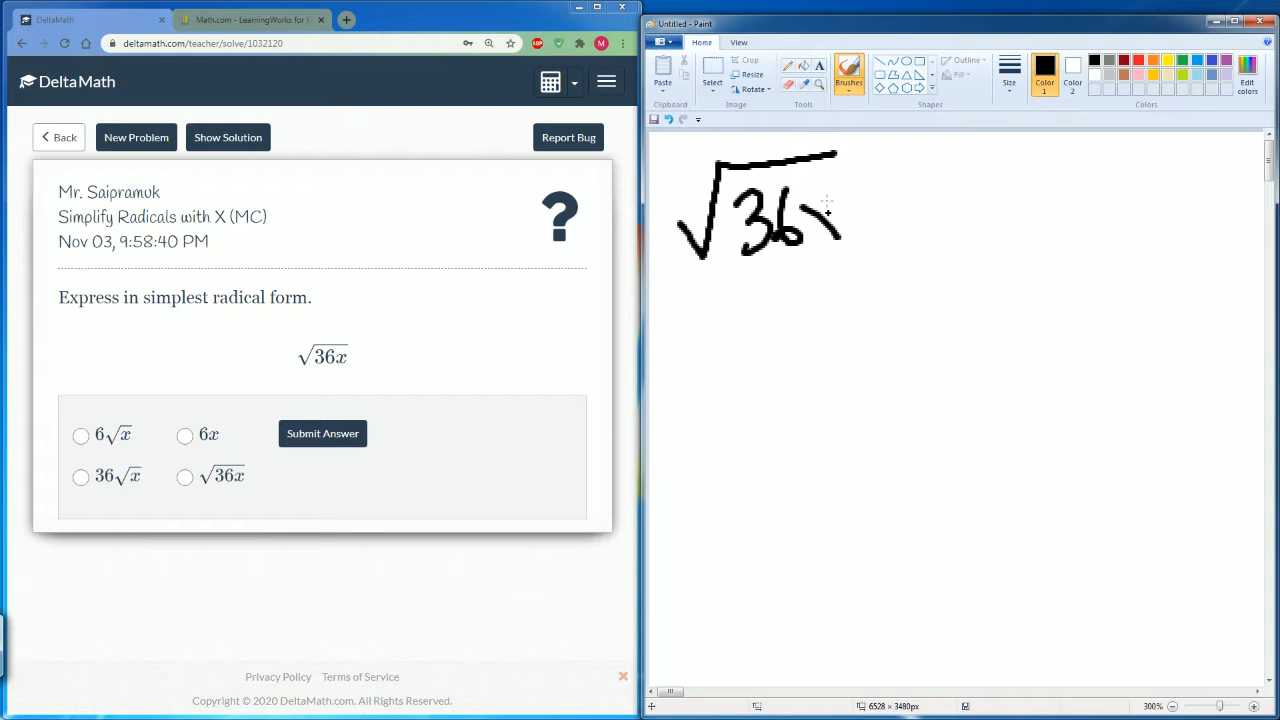 DeltaMath
Math.com - LearningWorks for K
deltamath.com/teacher/solve/1032120
ABP
M
DeltaMath
Back
New Problem
Show Solution
Report Bug
Mr. Saipramuk
Simplify Radicals with X (MC)
Nov 03, 9:58:40 PM
?
Express in simplest radical form.
√36x
6√x
6x
Submit Answer
36√x
√36x
Privacy Policy
Terms of Service
Copyright © 2020 DeltaMath.com. All Rights Reserved.
Untitled - Paint
Home
View
Paste
Select
Crop
Resize
Rotate
A
Brushes
Outline
Fill
Size
Color 1
Color 2
Edit colors
Clipboard
Image
Tools
Shapes
Colors
√36
6528 × 3480px
300%